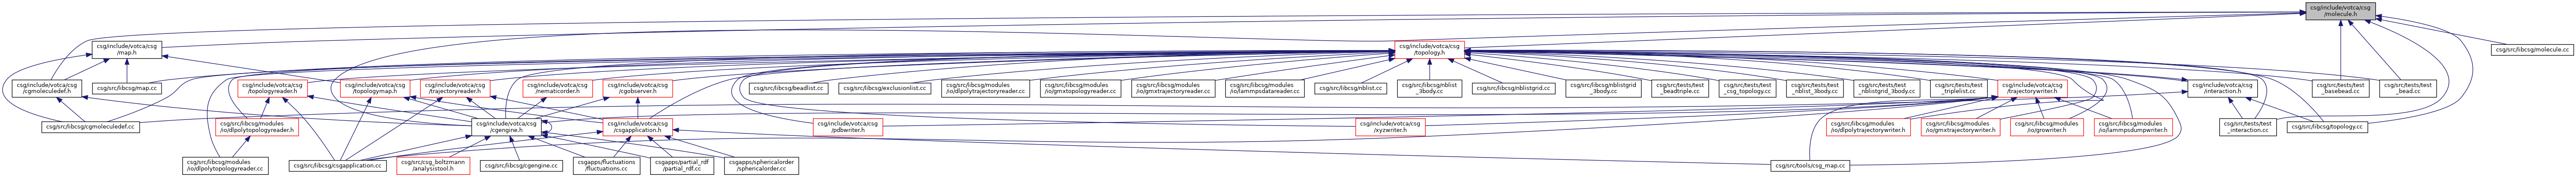 csg/include/votca/csg
/molecule.h
csg/include/votca/csg
/map.h
csg/include/votca/csg
/topology.h
csg/src/libcsg/molecule.cc
csg/include/votca/csg
/cgmoleculedef.h
csg/src/libcsg/map.cc
csg/include/votca/csg
/topologyreader.h
csg/include/votca/csg
/topologymap.h
csg/include/votca/csg
/trajectoryreader.h
csg/include/votca/csg
/nematicorder.h
csg/include/votca/csg
/cgobserver.h
csg/src/libcsg/beadlist.cc
csg/src/libcsg/exclusionlist.cc
csg/src/libcsg/modules
/io/dlpolytrajectoryreader.cc
csg/src/libcsg/modules
/io/gmxtopologyreader.cc
csg/src/libcsg/modules
/io/gmxtrajectoryreader.cc
csg/src/libcsg/modules
/io/lammpsdatareader.cc
csg/src/libcsg/nblist.cc
csg/src/libcsg/nblist
_3body.cc
csg/src/libcsg/nblistgrid.cc
csg/src/libcsg/nblistgrid
_3body.cc
csg/src/tests/test
_beadtriple.cc
csg/src/tests/test
_csg_topology.cc
csg/src/tests/test
_nblist_3body.cc
csg/src/tests/test
_nblistgrid_3body.cc
csg/src/tests/test
_triplelist.cc
csg/include/votca/csg
/trajectorywriter.h
csg/include/votca/csg
/interaction.h
csg/src/tests/test
_basebead.cc
csg/src/tests/test
_bead.cc
csg/src/libcsg/cgmoleculedef.cc
csg/src/libcsg/modules
/io/dlpolytopologyreader.h
csg/include/votca/csg
/cgengine.h
csg/include/votca/csg
/csgapplication.h
csg/include/votca/csg
/pdbwriter.h
csg/include/votca/csg
/xyzwriter.h
csg/src/libcsg/modules
/io/dlpolytrajectorywriter.h
csg/src/libcsg/modules
/io/gmxtrajectorywriter.h
csg/src/libcsg/modules
/io/growriter.h
csg/src/libcsg/modules
/io/lammpsdumpwriter.h
csg/src/tests/test
_interaction.cc
csg/src/libcsg/topology.cc
csg/src/libcsg/modules
/io/dlpolytopologyreader.cc
csg/src/libcsg/csgapplication.cc
csg/src/csg_boltzmann
/analysistool.h
csg/src/libcsg/cgengine.cc
csgapps/fluctuations
/fluctuations.cc
csgapps/partial_rdf
/partial_rdf.cc
csgapps/sphericalorder
/sphericalorder.cc
csg/src/tools/csg_map.cc